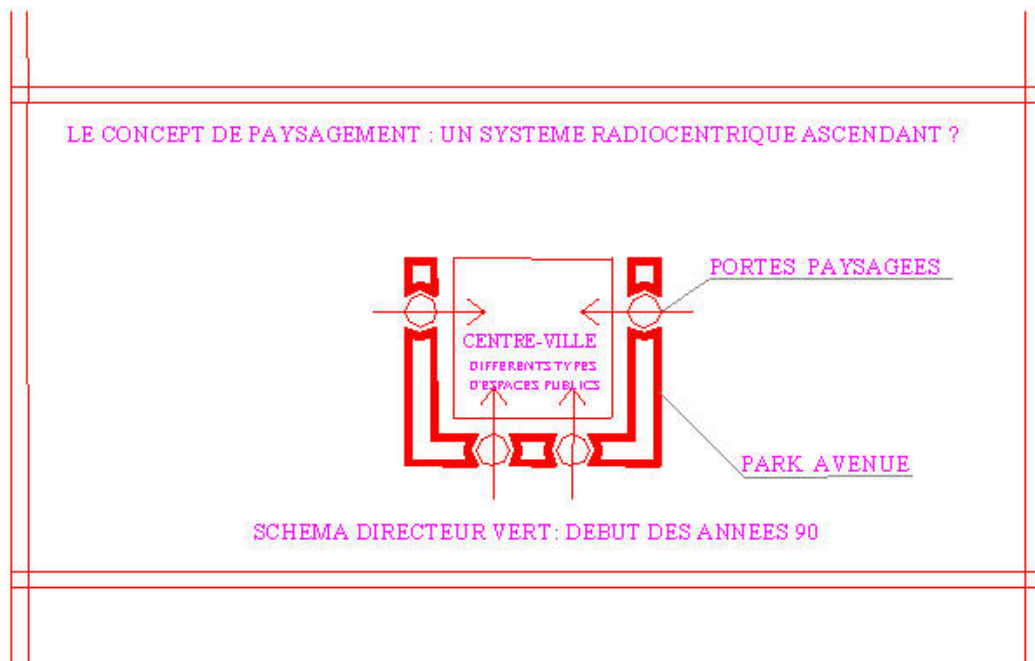 LE CONCEPT DE PAYSAGEMENT : UN SYSTEME RADIOCENTRIQUE ASCENDANT ?
PORTES PAYSAGEES
CENTRE-VILLE
DIFFERENTS TYPES
D'ESPACES PUBLICS
PARK AVENUE
SCHEMA DIRECTEUR VERT: DEBUT DES ANNEES 90